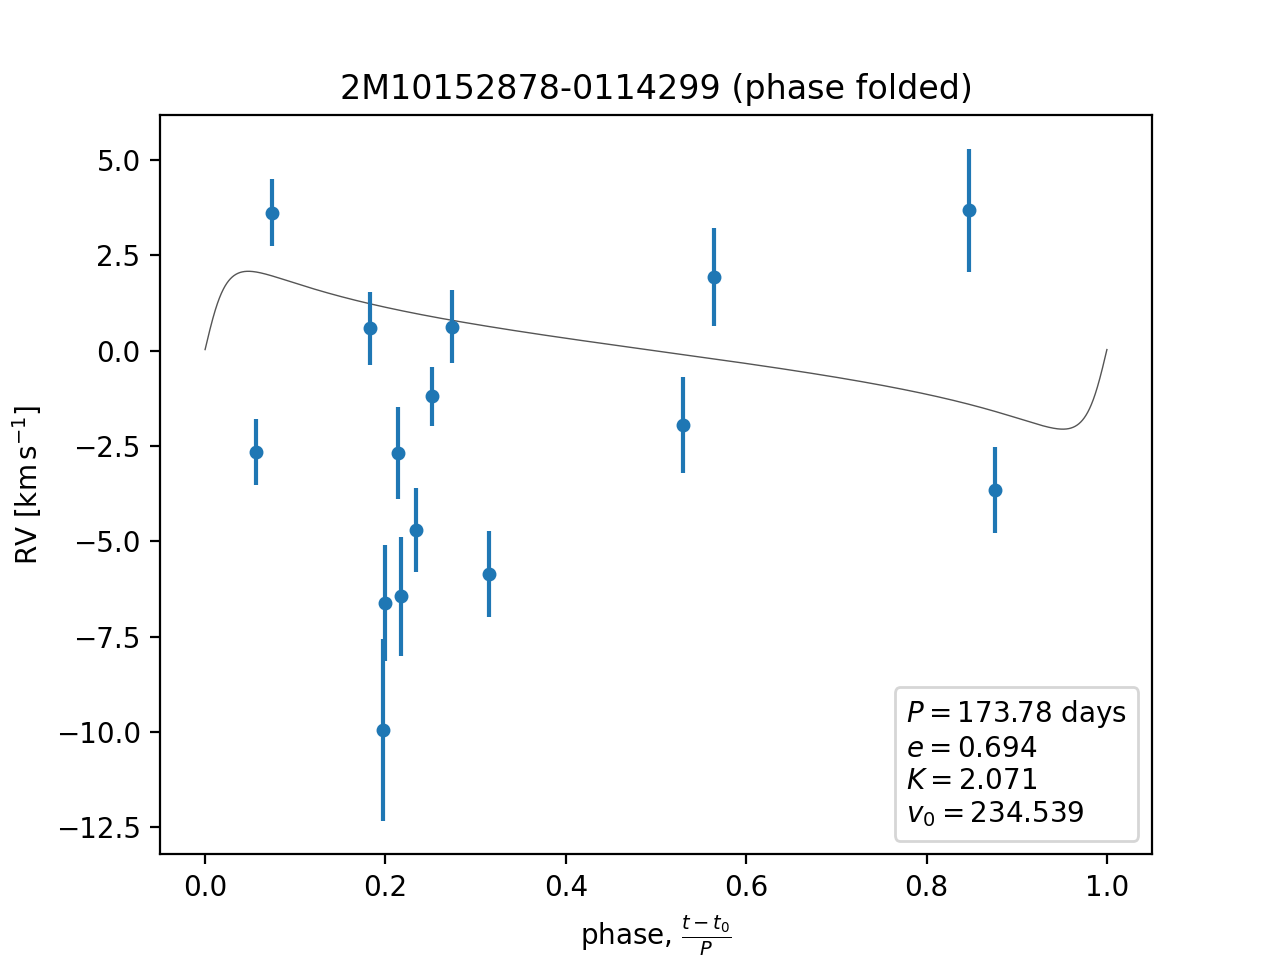 2M10152878-0114299 (phase folded)
RV [km s⁻¹]
5.0
2.5
0.0
−2.5
−5.0
−7.5
−10.0
−12.5
P = 173.78 days
e = 0.694
K = 2.071
v₀ = 234.539
0.0 0.2 0.4 0.6 0.8 1.0
phase, (t − t₀)/P